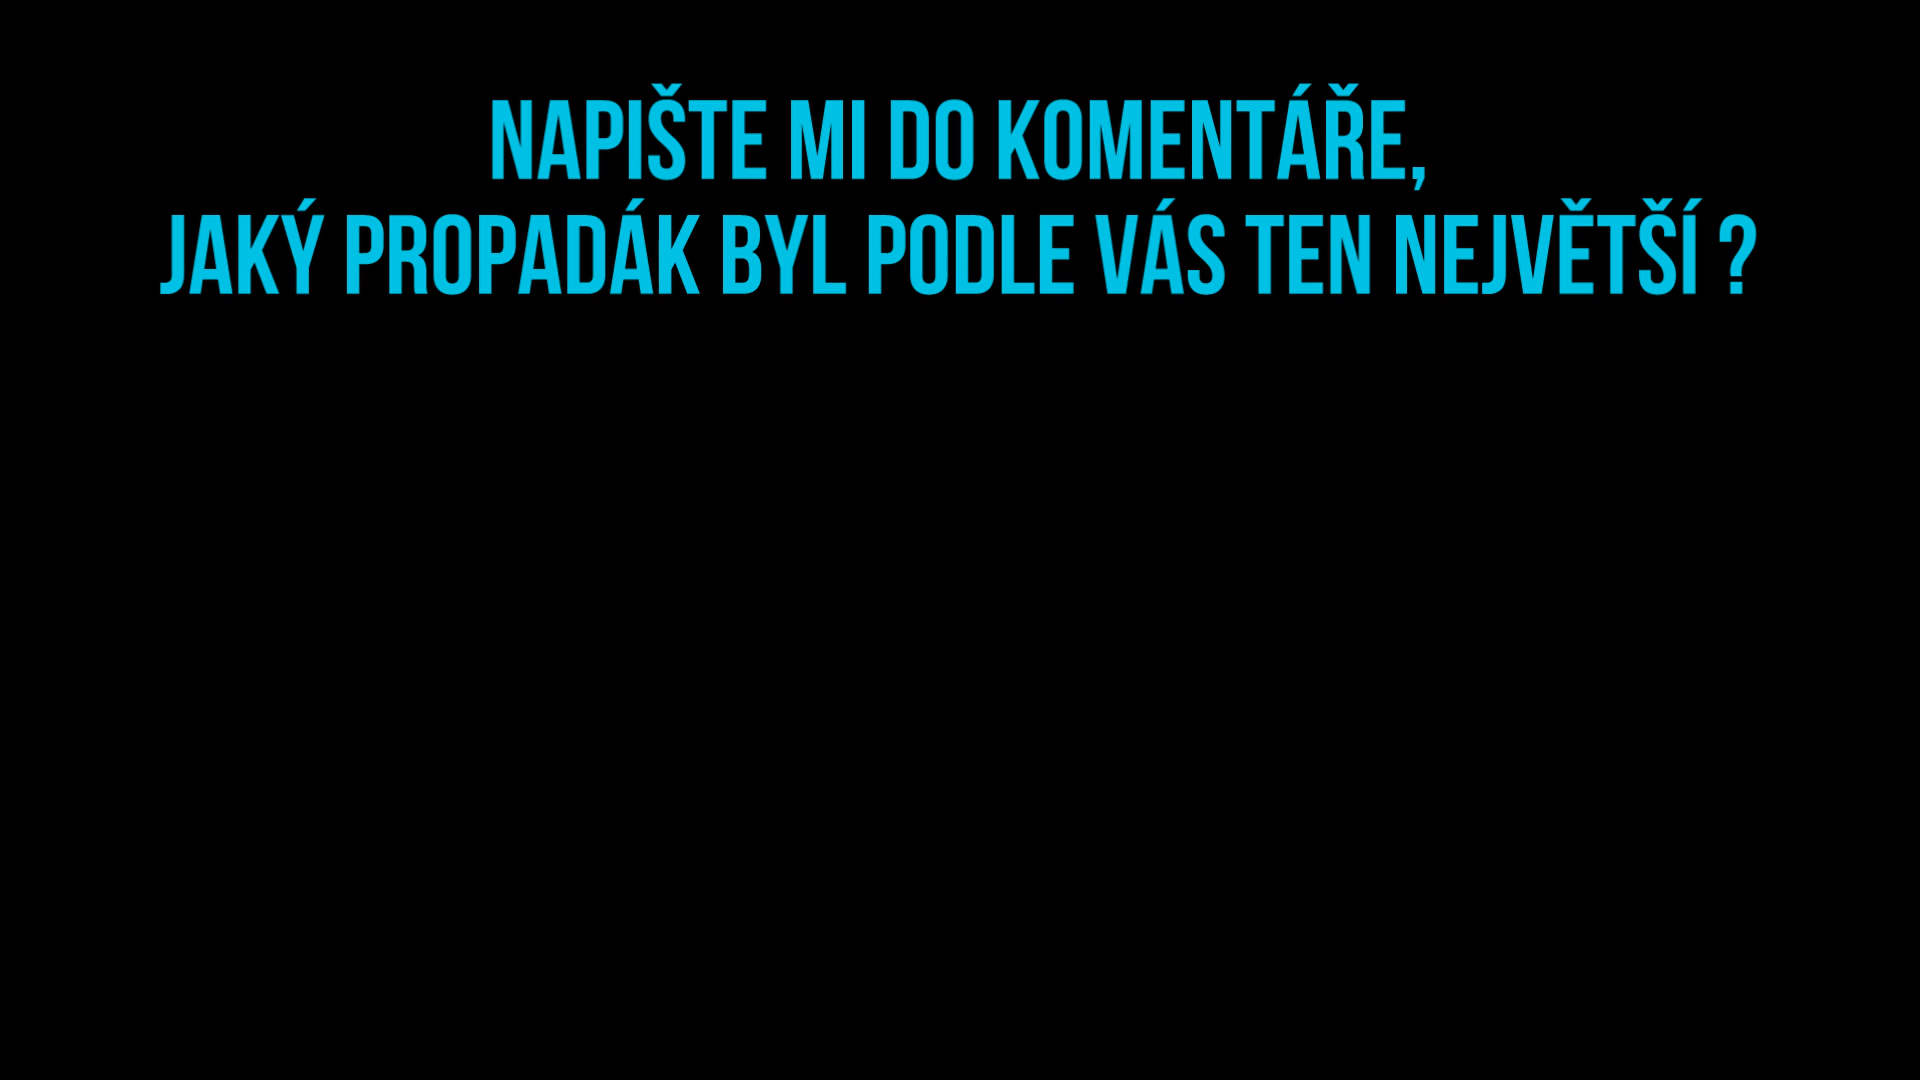 NAPIŠTE MI DO KOMENTÁŘE,
JAKÝ PROPADÁK BYL PODLE VÁS TEN NEJVĚTŠÍ ?